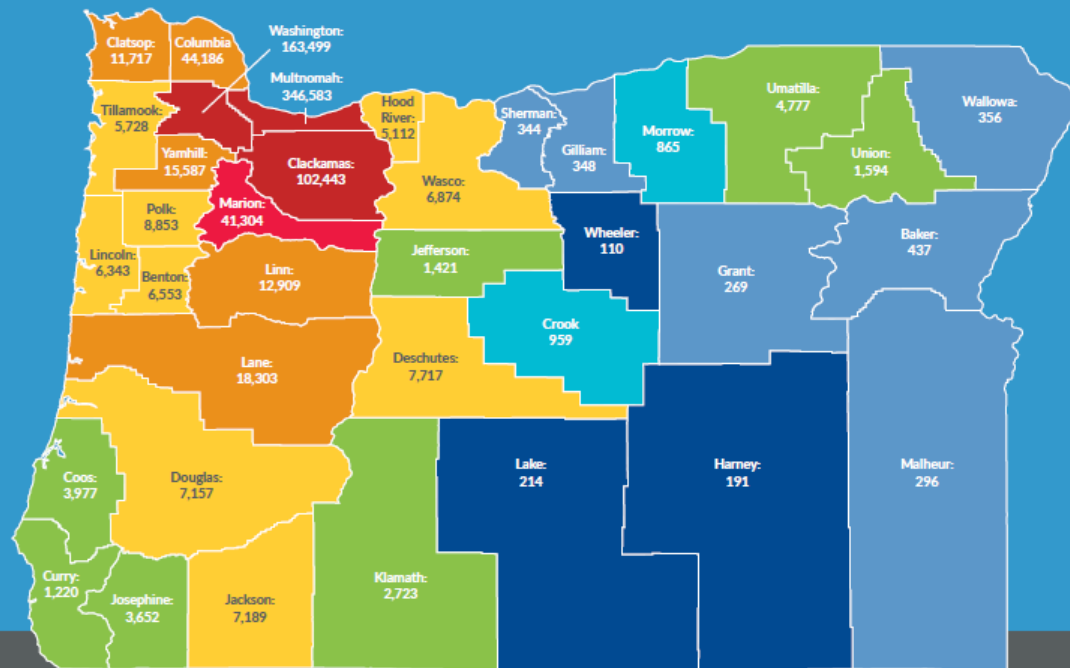 Clatsop:
11,717
Columbia
44,186
Washington:
163,499
Multnomah:
346,583
Tillamook:
5,728
Yamhill:
15,587
Clackamas:
102,443
Hood
River:
5,112
Sherman:
344
Gilliam:
348
Morrow:
865
Umatilla:
4,777
Union:
1,594
Wallowa:
356
Wasco:
6,874
Polk:
8,853
Marion:
41,304
Lincoln:
6,343
Benton:
6,553
Linn:
12,909
Jefferson:
1,421
Wheeler:
110
Grant:
269
Baker:
437
Crook
959
Lane:
18,303
Deschutes:
7,717
Coos:
3,977
Douglas:
7,157
Lake:
214
Harney:
191
Malheur:
296
Curry:
1,220
Josephine:
3,652
Jackson:
7,189
Klamath:
2,723